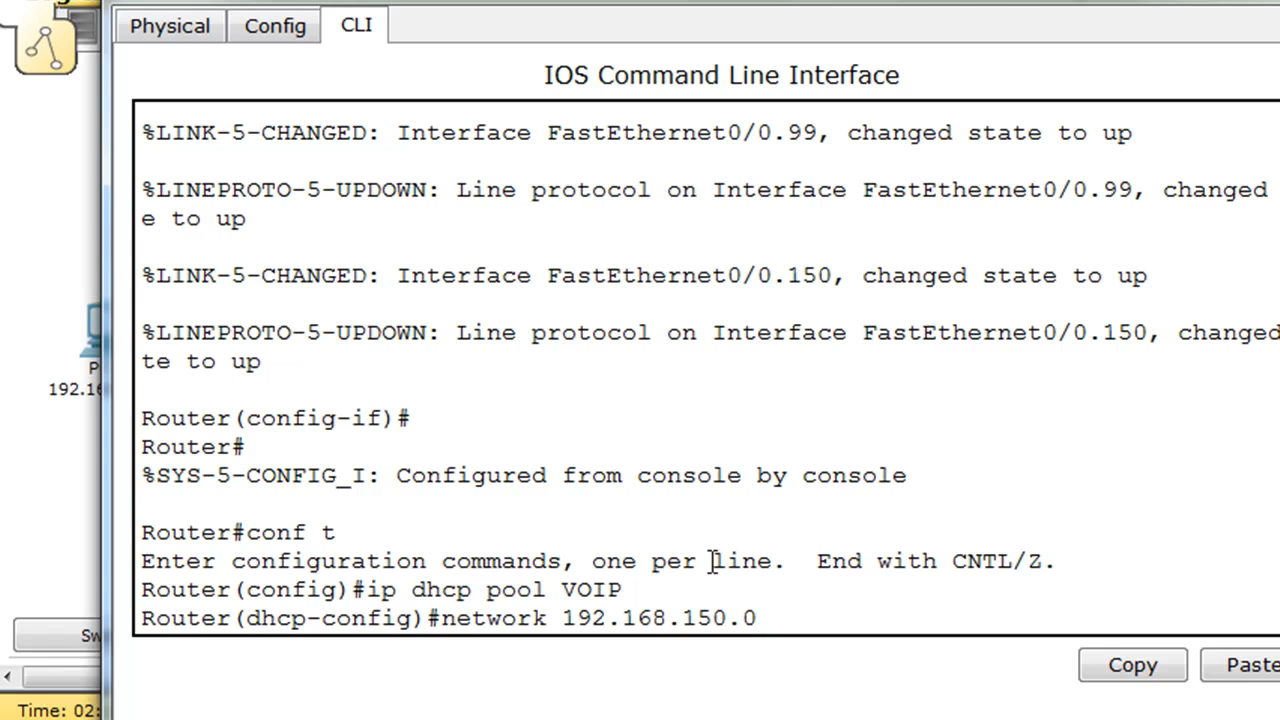 Physical
Config
CLI
IOS Command Line Interface
%LINK-5-CHANGED: Interface FastEthernet0/0.99, changed state to up
%LINEPROTO-5-UPDOWN: Line protocol on Interface FastEthernet0/0.99, changed
e to up
%LINK-5-CHANGED: Interface FastEthernet0/0.150, changed state to up
%LINEPROTO-5-UPDOWN: Line protocol on Interface FastEthernet0/0.150, changed
te to up
Router(config-if)#
Router#
%SYS-5-CONFIG_I: Configured from console by console
Router#conf t
Enter configuration commands, one per line. End with CNTL/Z.
Router(config)#ip dhcp pool VOIP
Router(dhcp-config)#network 192.168.150.0
Copy
Paste
P
192.16
Sw
Time: 02: